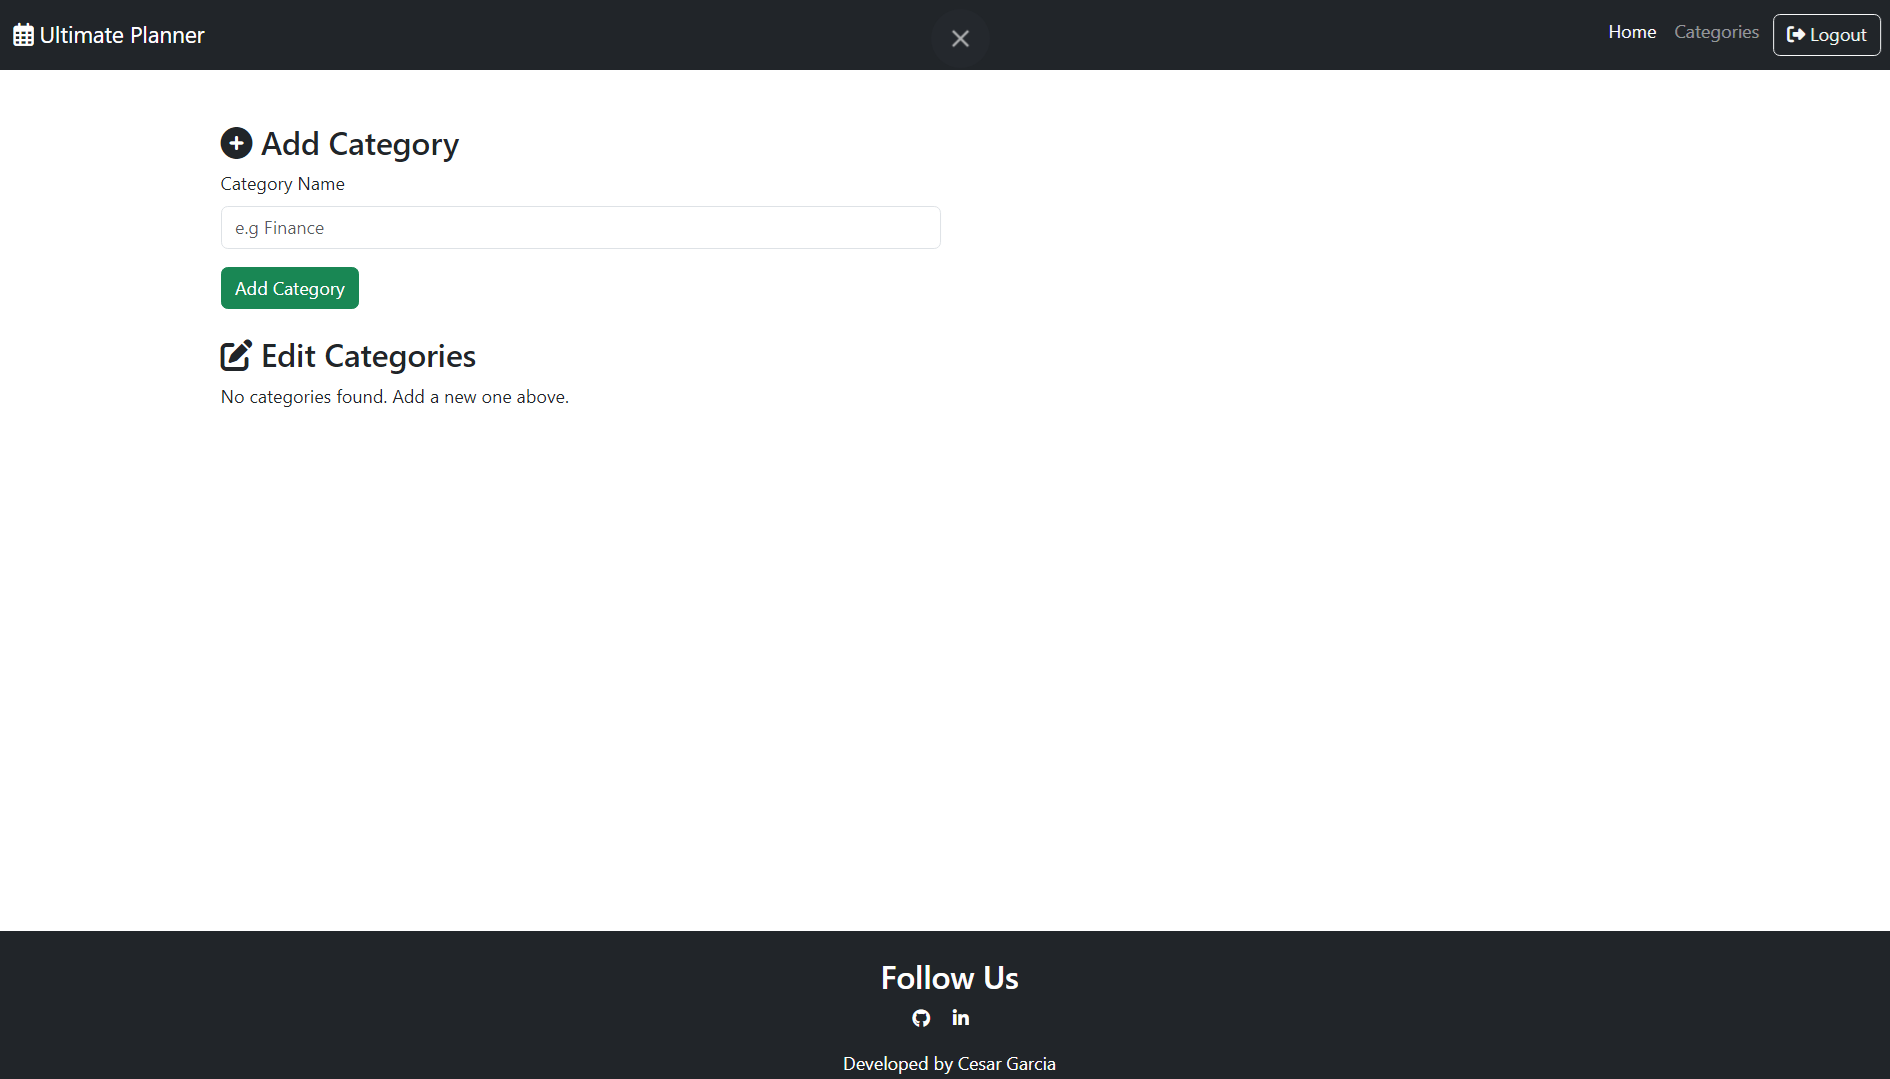 Ultimate Planner
Home Categories Logout
Add Category
Category Name
e.g Finance
Add Category
Edit Categories
No categories found. Add a new one above.
Follow Us
Developed by Cesar Garcia